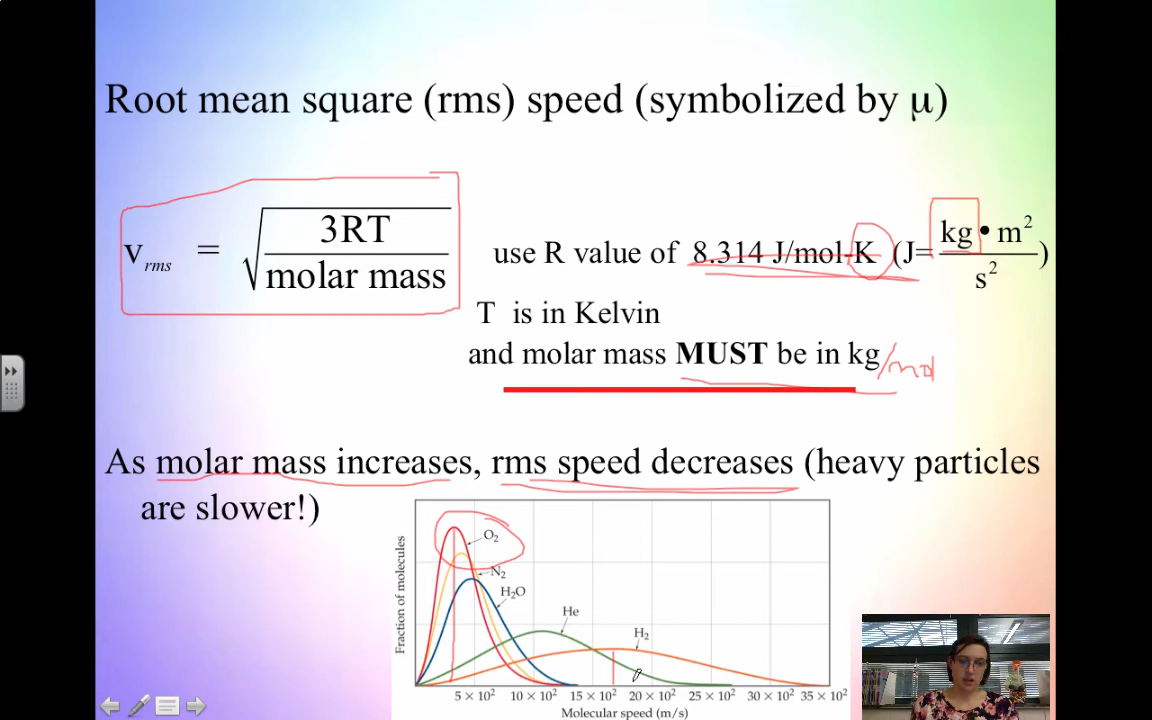 Root mean square (rms) speed (symbolized by μ)
v rms = √ 3RT / molar mass
use R value of 8.314 J/mol-K (J= kg • m² / s² )
T is in Kelvin
and molar mass MUST be in kg/mol
As molar mass increases, rms speed decreases (heavy particles
are slower!)
Fraction of molecules
O₂
N₂
H₂O
He
H₂
5 × 10² 10 × 10² 15 × 10² 20 × 10² 25 × 10² 30 × 10² 35 × 10²
Molecular speed (m/s)